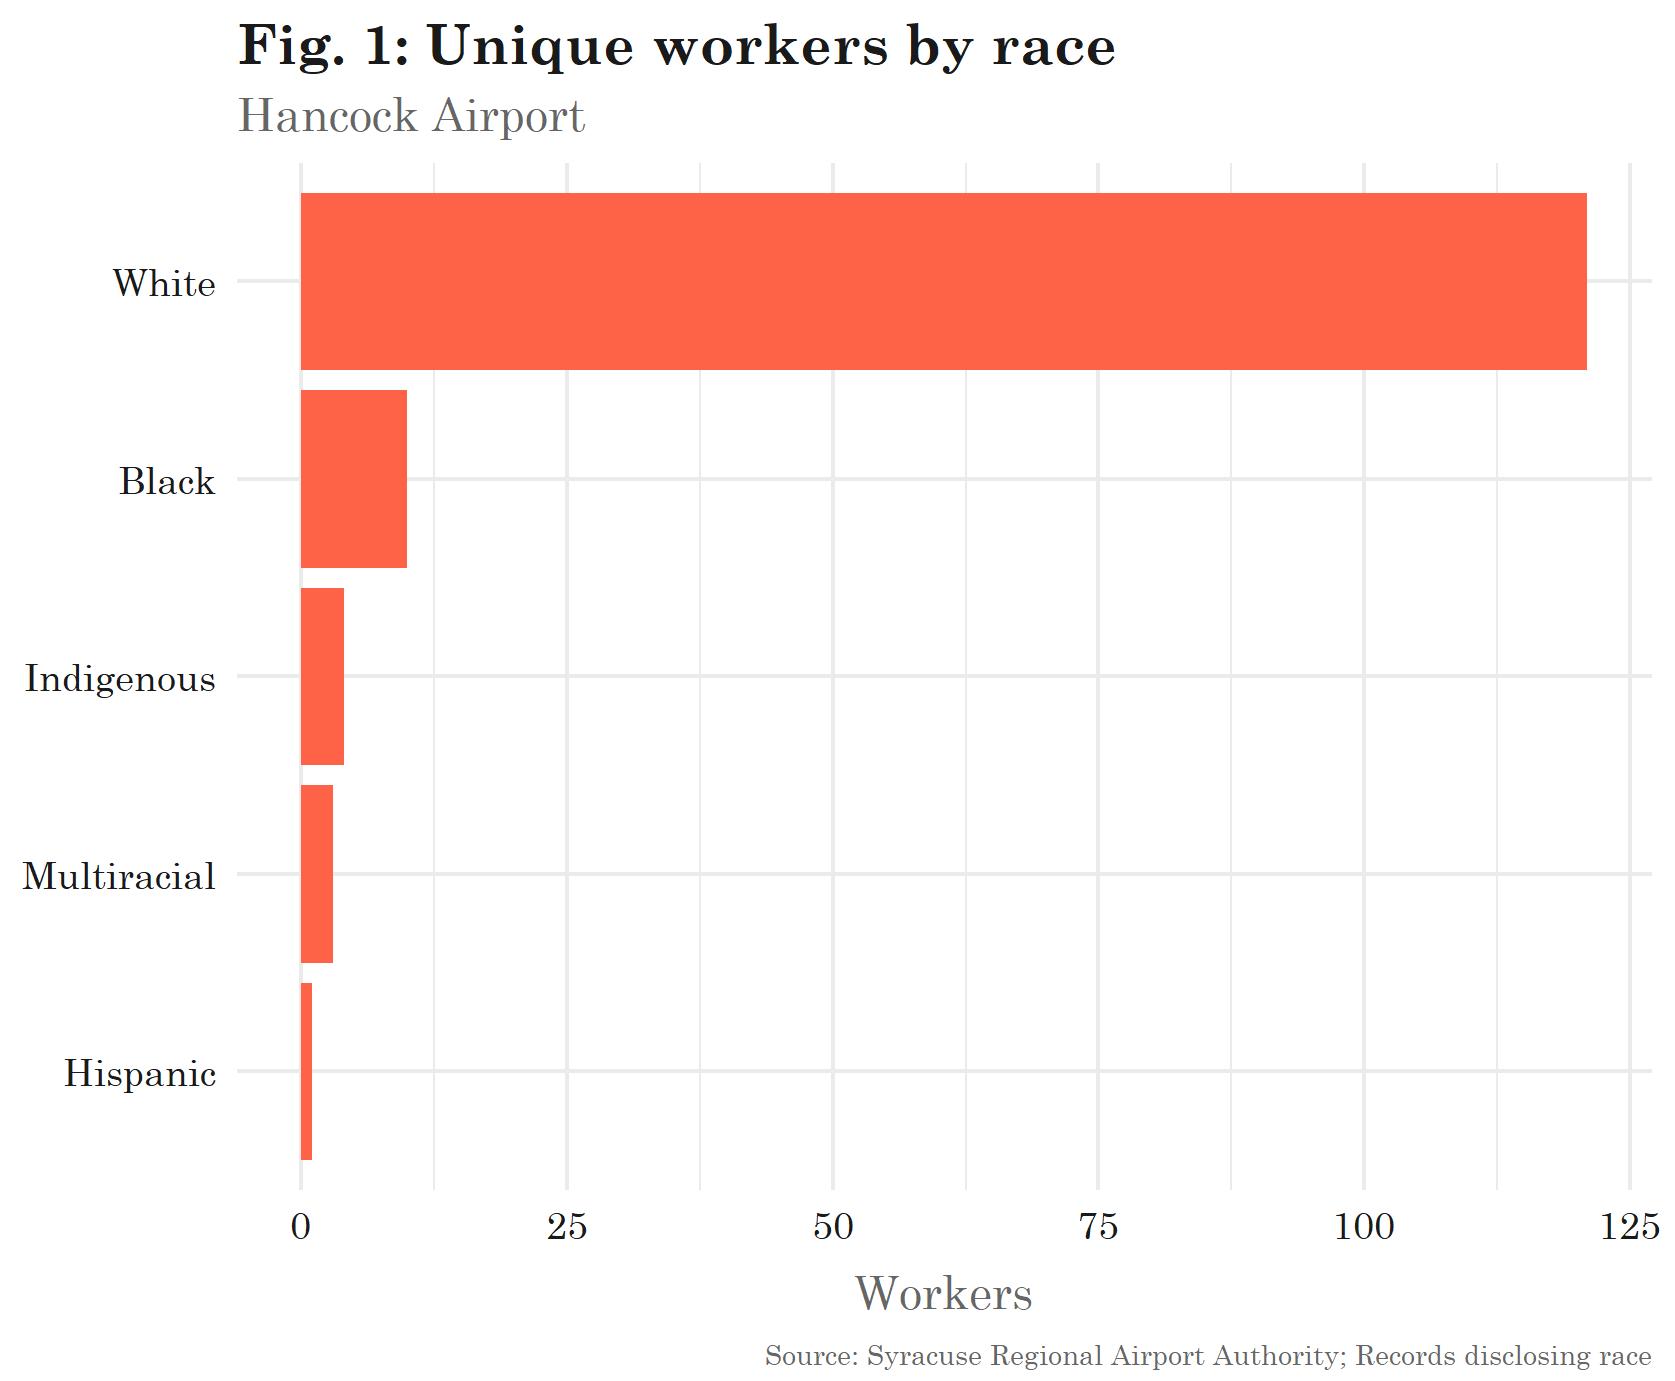 Fig. 1: Unique workers by race
Hancock Airport
White
Black
Indigenous
Multiracial
Hispanic
0 25 50 75 100 125
Workers
Source: Syracuse Regional Airport Authority; Records disclosing race